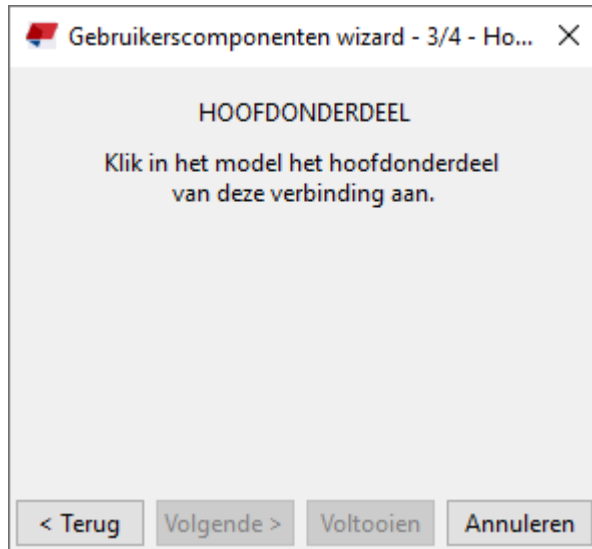 Gebruikerscomponenten wizard - 3/4 - Ho...
HOOFDONDERDEEL
Klik in het model het hoofdonderdeel
van deze verbinding aan.
< Terug Volgende > Voltooien Annuleren